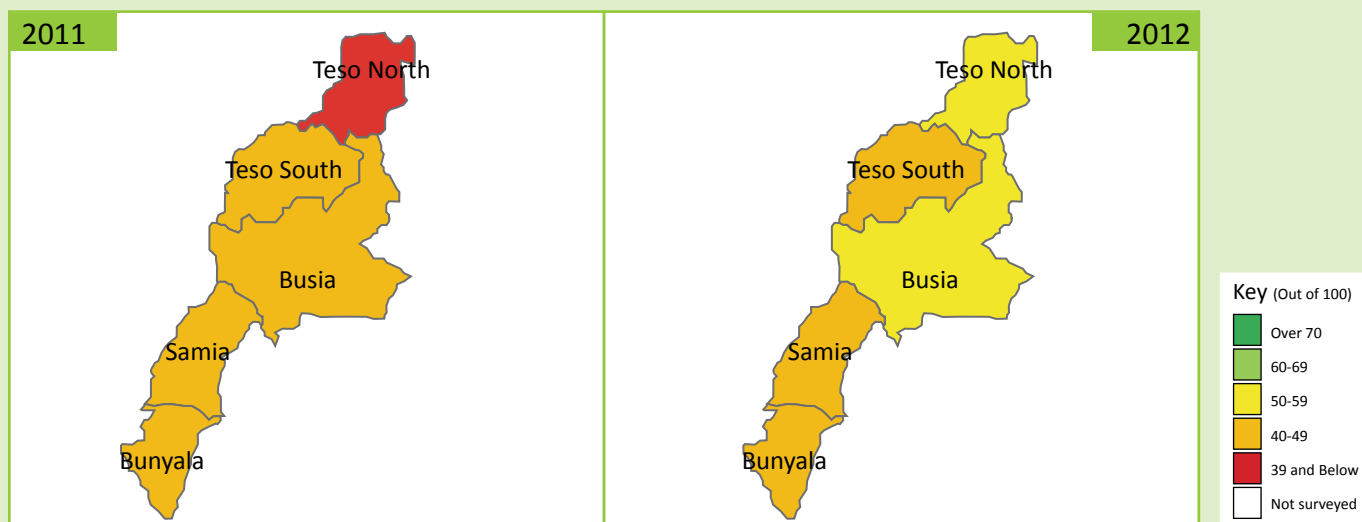 2011
Teso North
Teso South
Busia
Samia
Bunyala
2012
Teso North
Teso South
Busia
Samia
Bunyala
Key (Out of 100)
Over 70
60-69
50-59
40-49
39 and Below
Not surveyed